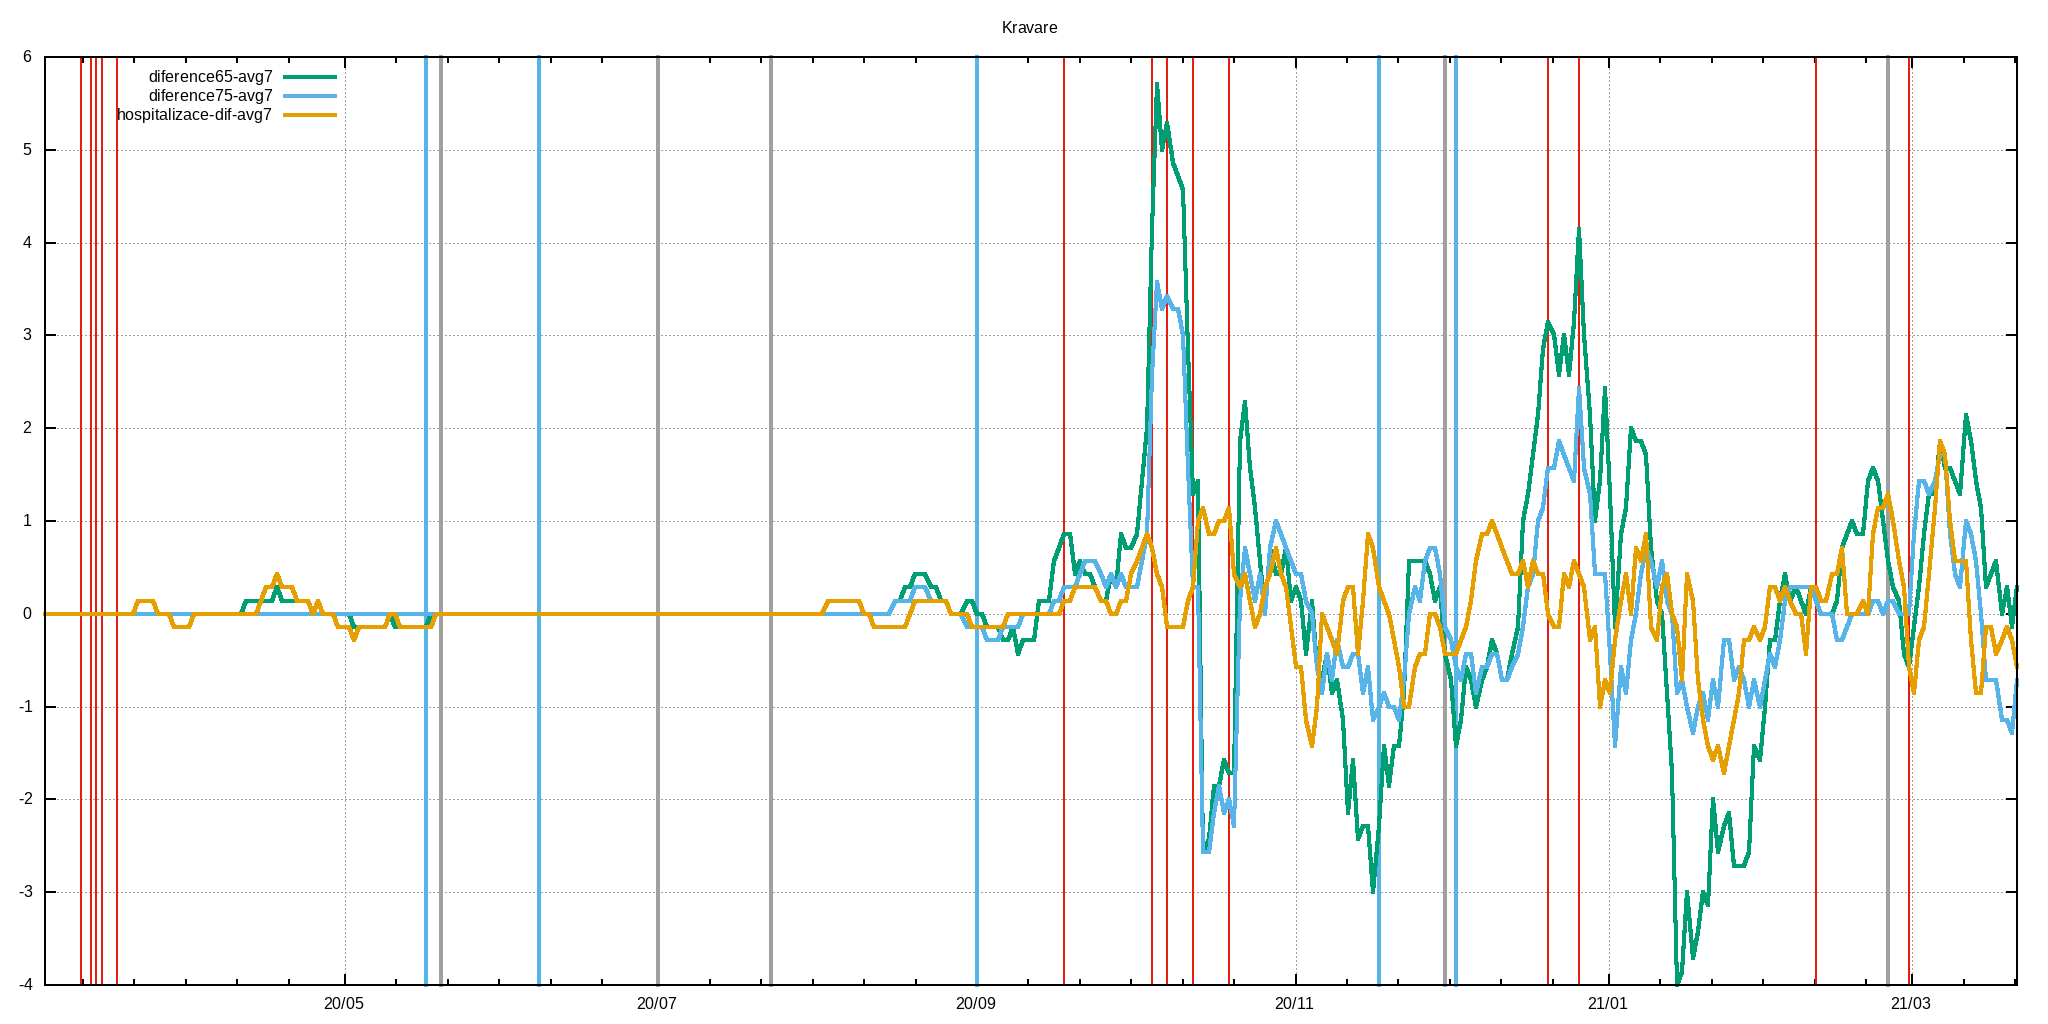 Kravare
6
diference65-avg7
diference75-avg7
hospitalizace-dif-avg7
5
4
3
2
1
0
-1
-2
-3
-4
20/05 20/07 20/09 20/11 21/01 21/03